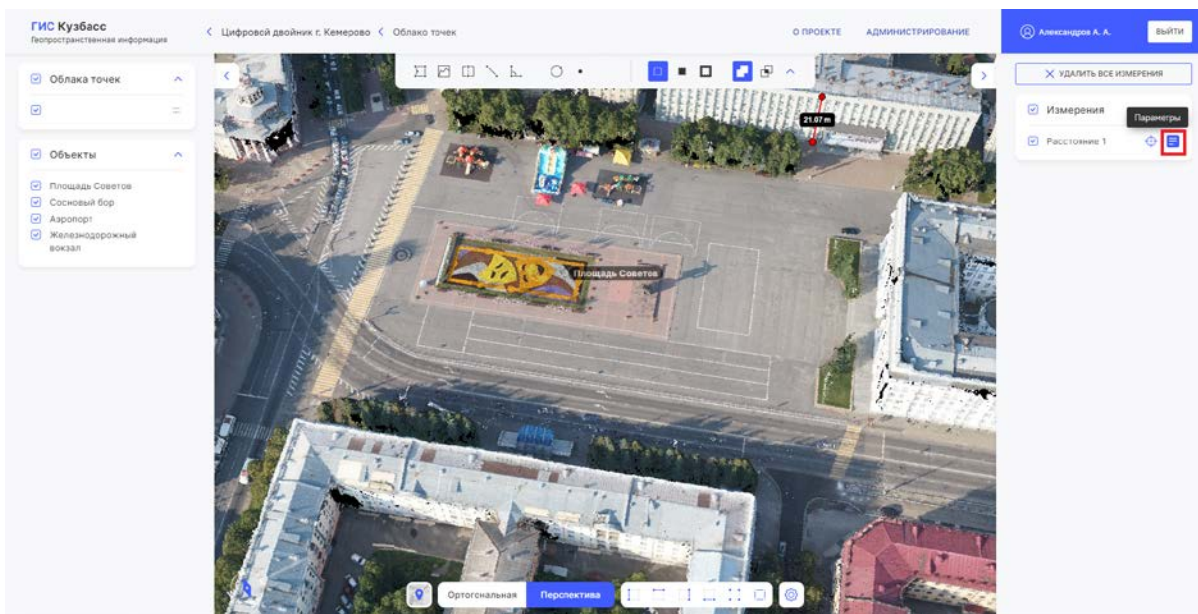 ГИС Кузбасс
Геопространственная информация
Цифровой двойник г. Кемерово
Облако точек
О ПРОЕКТЕ
АДМИНИСТРИРОВАНИЕ
Александров А. А.
ВЫЙТИ
Облака точек
Объекты
Площадь Советов
Сосновый бор
Аэропорт
Железнодорожный
вокзал
21.07 m
Площадь Советов
УДАЛИТЬ ВСЕ ИЗМЕРЕНИЯ
Измерения
Параметры
Расстояние 1
Ортогональная
Перспектива